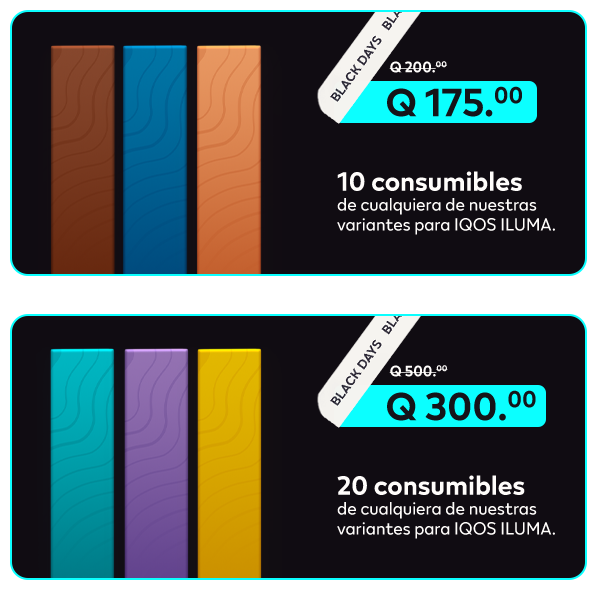 BLACK DAYS BLA
Q 200.00
Q 175.00
10 consumibles
de cualquiera de nuestras
variantes para IQOS ILUMA.
BLACK DAYS BLA
Q 500.00
Q 300.00
20 consumibles
de cualquiera de nuestras
variantes para IQOS ILUMA.